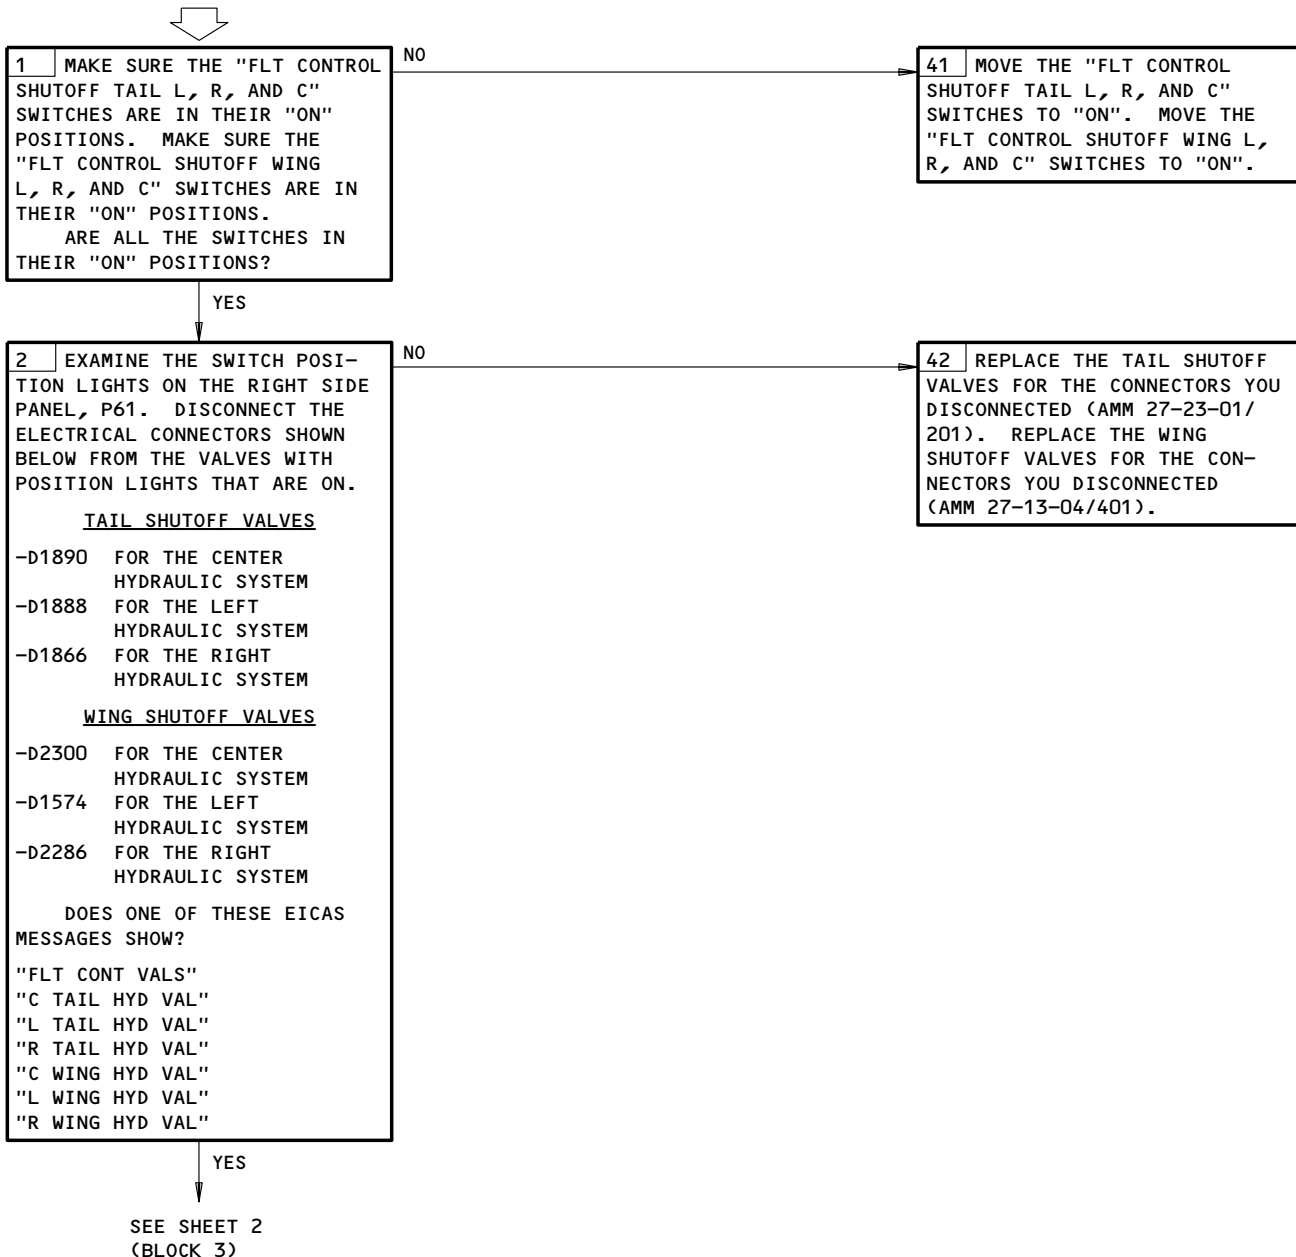 1 MAKE SURE THE "FLT CONTROL
SHUTOFF TAIL L, R, AND C"
SWITCHES ARE IN THEIR "ON"
POSITIONS. MAKE SURE THE
"FLT CONTROL SHUTOFF WING
L, R, AND C" SWITCHES ARE IN
THEIR "ON" POSITIONS.
ARE ALL THE SWITCHES IN
THEIR "ON" POSITIONS?
NO
41 MOVE THE "FLT CONTROL
SHUTOFF TAIL L, R, AND C"
SWITCHES TO "ON". MOVE THE
"FLT CONTROL SHUTOFF WING L,
R, AND C" SWITCHES TO "ON".
YES
2 EXAMINE THE SWITCH POSI-
TION LIGHTS ON THE RIGHT SIDE
PANEL, P61. DISCONNECT THE
ELECTRICAL CONNECTORS SHOWN
BELOW FROM THE VALVES WITH
POSITION LIGHTS THAT ARE ON.
TAIL SHUTOFF VALVES
-D1890 FOR THE CENTER
HYDRAULIC SYSTEM
-D1888 FOR THE LEFT
HYDRAULIC SYSTEM
-D1866 FOR THE RIGHT
HYDRAULIC SYSTEM
WING SHUTOFF VALVES
-D2300 FOR THE CENTER
HYDRAULIC SYSTEM
-D1574 FOR THE LEFT
HYDRAULIC SYSTEM
-D2286 FOR THE RIGHT
HYDRAULIC SYSTEM
DOES ONE OF THESE EICAS
MESSAGES SHOW?
"FLT CONT VALS"
"C TAIL HYD VAL"
"L TAIL HYD VAL"
"R TAIL HYD VAL"
"C WING HYD VAL"
"L WING HYD VAL"
"R WING HYD VAL"
NO
42 REPLACE THE TAIL SHUTOFF
VALVES FOR THE CONNECTORS YOU
DISCONNECTED (AMM 27-23-01/
201). REPLACE THE WING
SHUTOFF VALVES FOR THE CON-
NECTORS YOU DISCONNECTED
(AMM 27-13-04/401).
YES
SEE SHEET 2
(BLOCK 3)